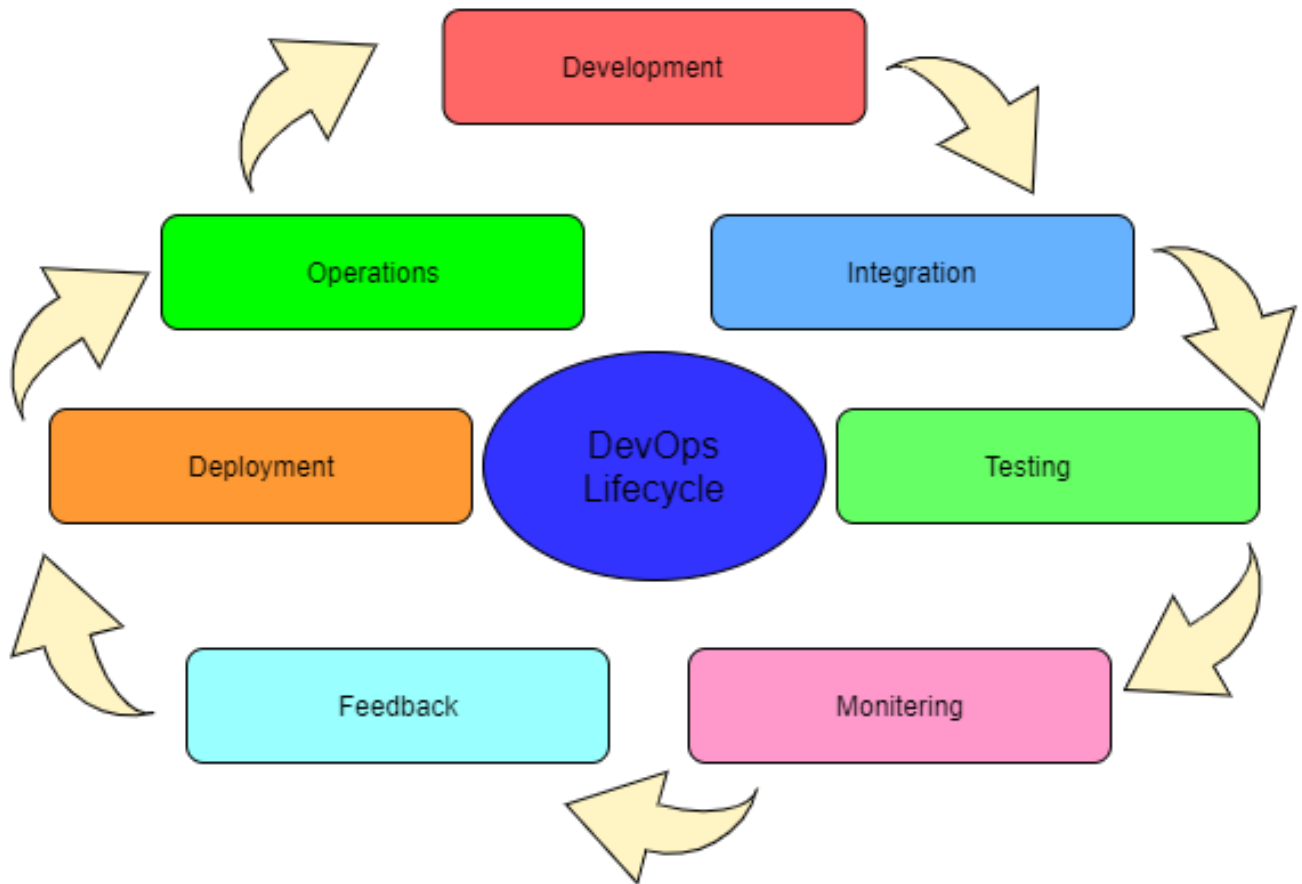 Development
Operations
Integration
DevOps
Lifecycle
Deployment
Testing
Feedback
Monitering